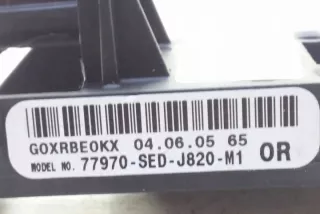 GOXRBEOKX 04.06.05 65
MODEL NO. 77970-SED-J820-M1 OR